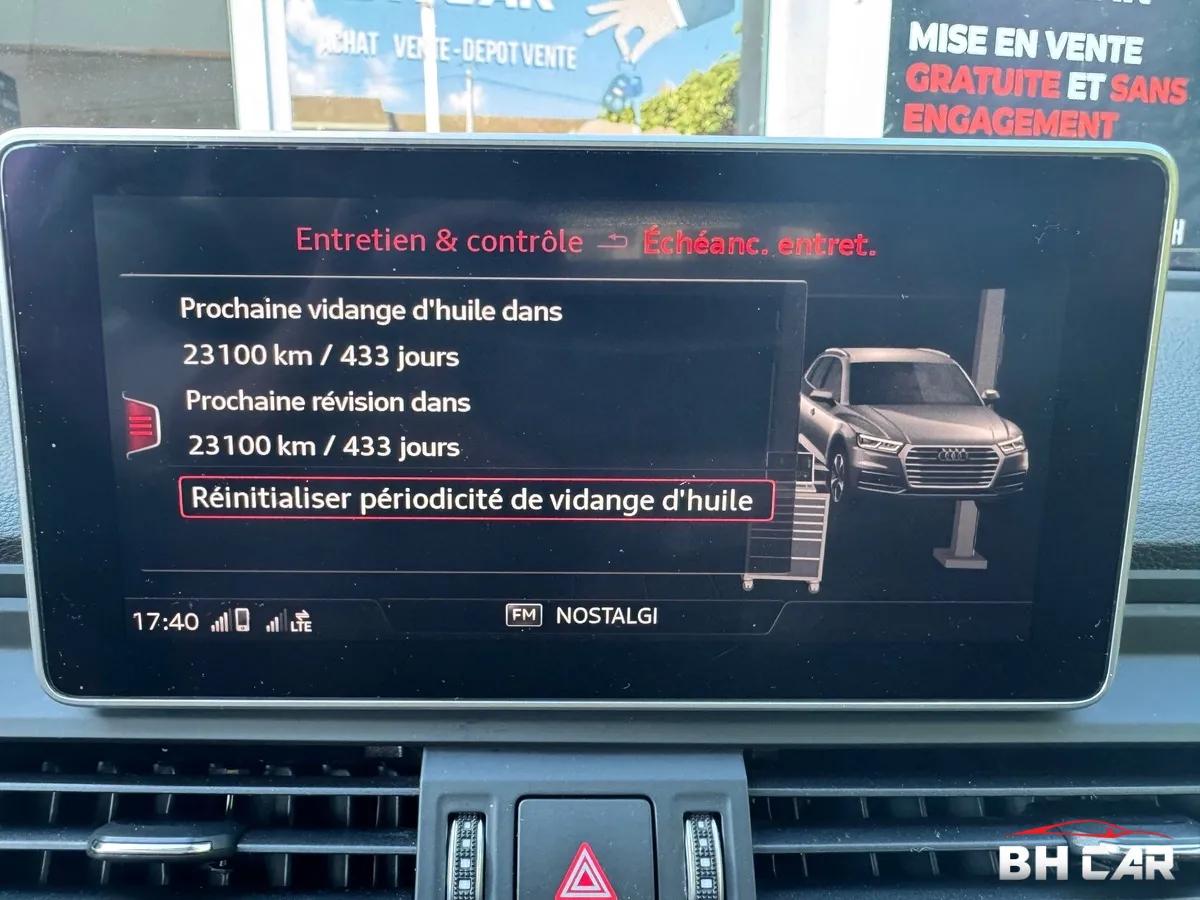 ACHAT VENTE - DEPOT VENTE
MISE EN VENTE
GRATUITE ET SANS
ENGAGEMENT
Entretien & contrôle Échéanc. entret.
Prochaine vidange d'huile dans
23100 km / 433 jours
Prochaine révision dans
23100 km / 433 jours
Réinitialiser périodicité de vidange d'huile
17:40 LTE FM NOSTALGI
BH CAR